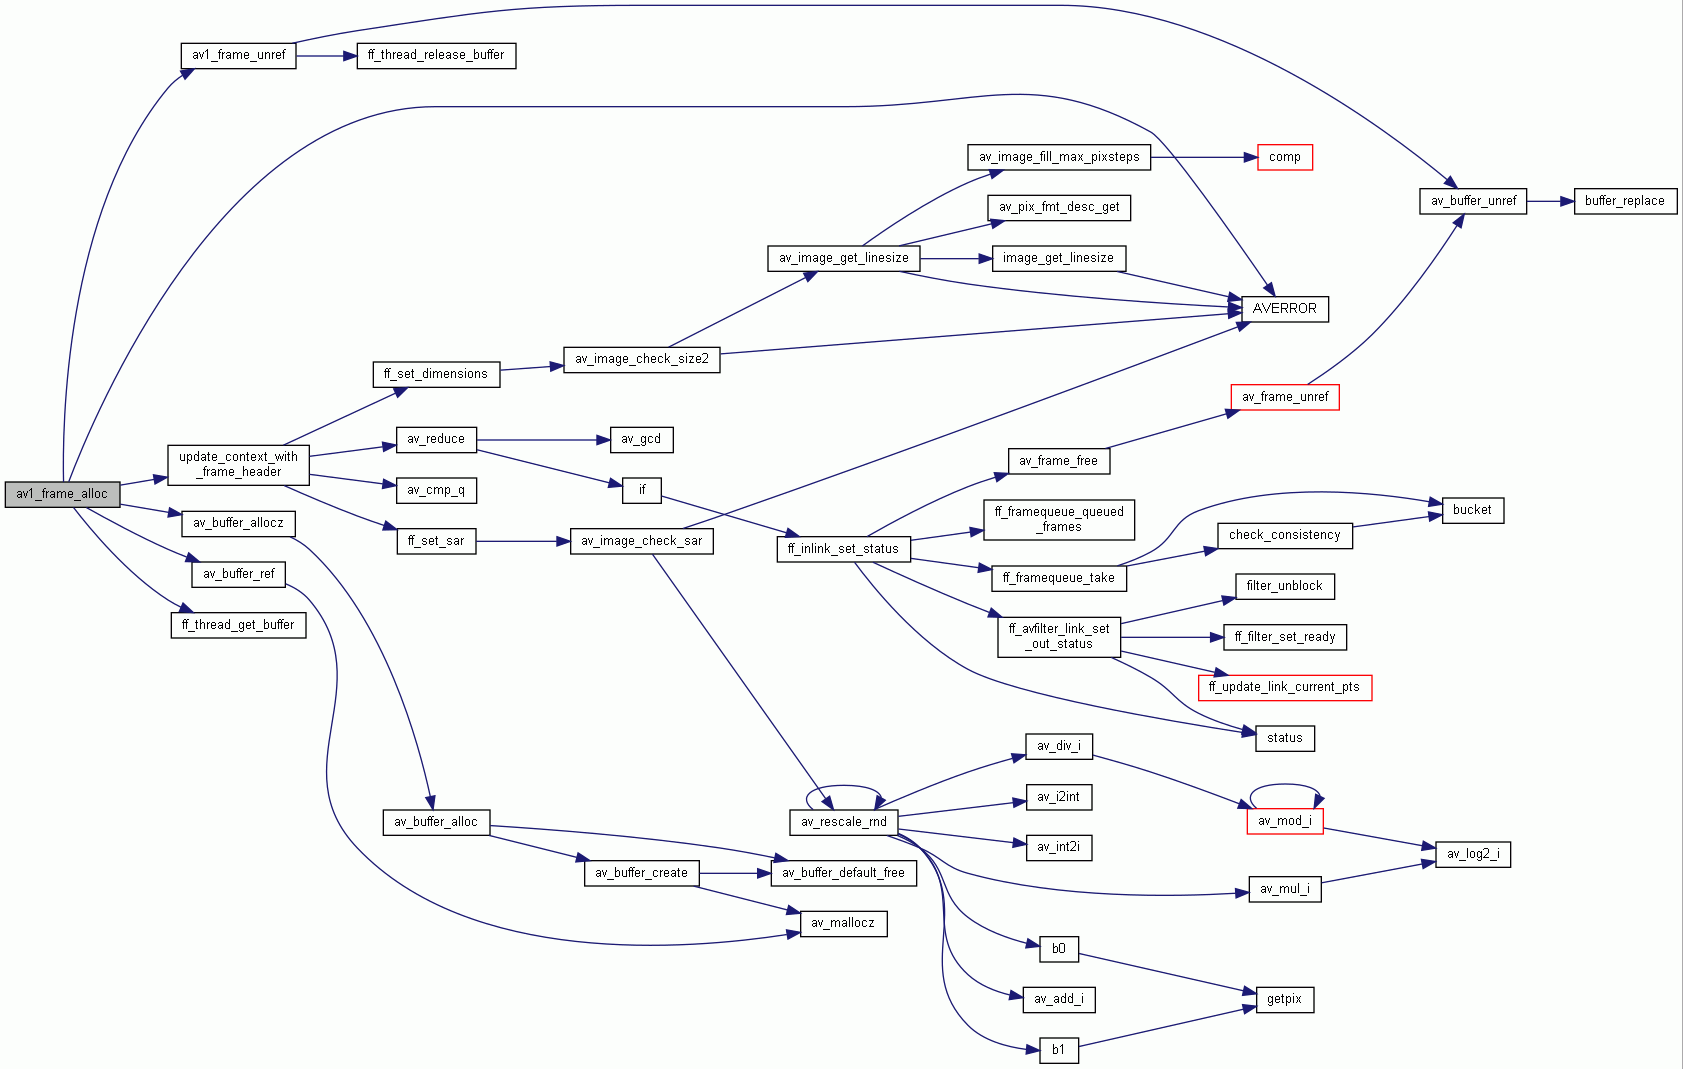 av1_frame_unref
ff_thread_release_buffer
av_image_fill_max_pixsteps
comp
av_pix_fmt_desc_get
av_buffer_unref
buffer_replace
av_image_get_linesize
image_get_linesize
AVERROR
av_image_check_size2
ff_set_dimensions
av_frame_unref
av_reduce
av_gcd
update_context_with
_frame_header
av_frame_free
av1_frame_alloc
av_cmp_q
if
ff_framequeue_queued
_frames
bucket
av_buffer_allocz
ff_set_sar
av_image_check_sar
ff_inlink_set_status
check_consistency
av_buffer_ref
ff_framequeue_take
filter_unblock
ff_thread_get_buffer
ff_avfilter_link_set
_out_status
ff_filter_set_ready
ff_update_link_current_pts
status
av_div_i
av_i2int
av_buffer_alloc
av_rescale_rnd
av_mod_i
av_int2i
av_log2_i
av_buffer_create
av_buffer_default_free
av_mul_i
av_mallocz
b0
av_add_i
getpix
b1